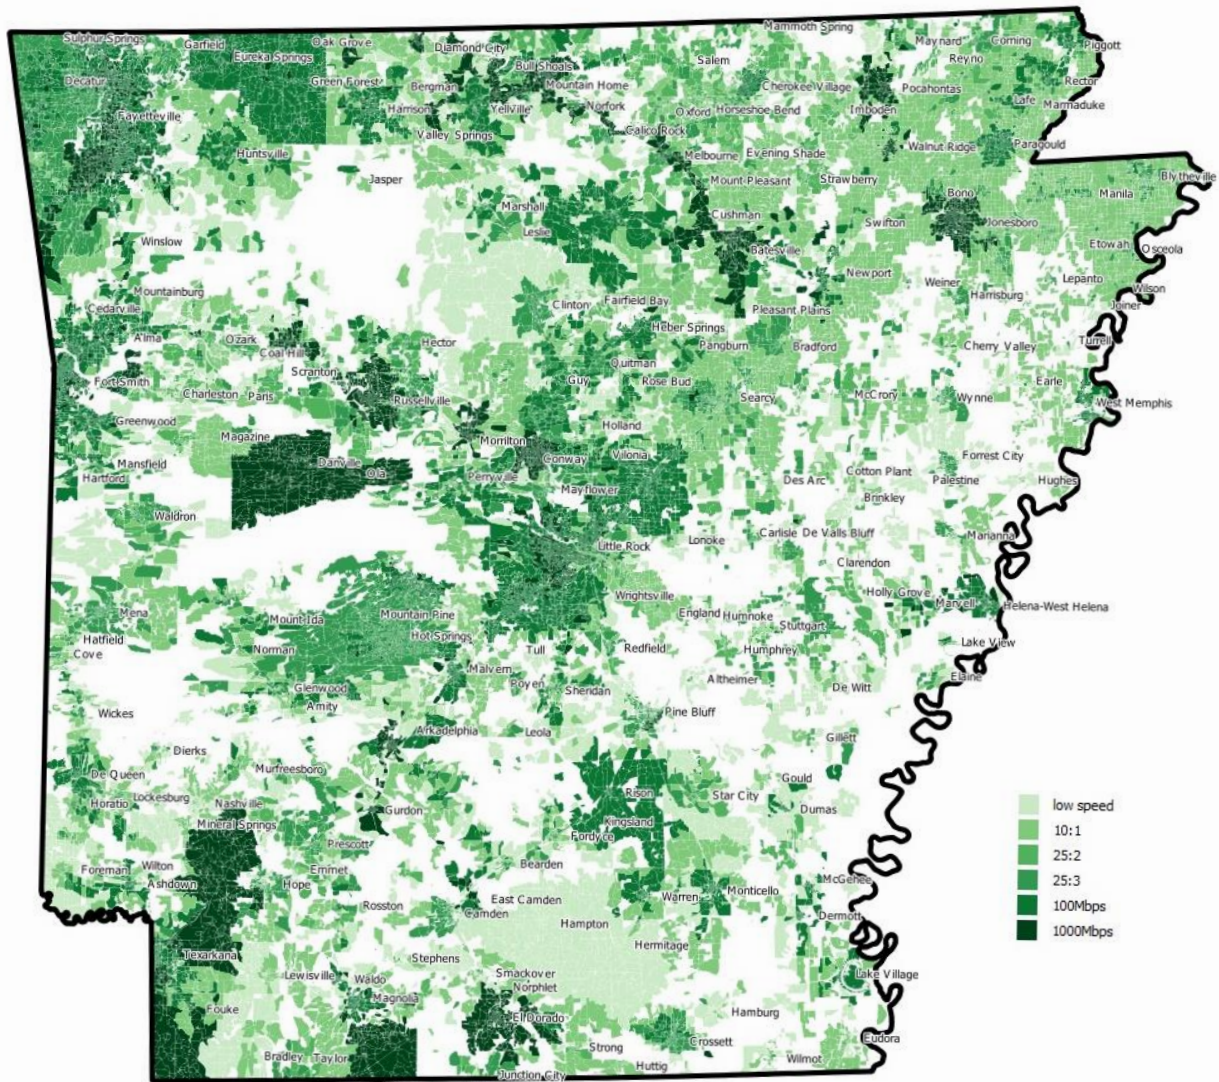 Mammoth Spring
Sulphur Springs
Garfield
Oak Grove
Diamond City
Maynard
Corning
Piggott
Eureka Springs
Bull Shoals
Salem
Reyno
Decatur
Green Forest
Bergman
Mountain Home
Cherokee Village
Pocahontas
Rector
Harrison
Yellville
Norfork
Oxford
Horseshoe Bend
Imboden
Lafe
Marmaduke
Fayetteville
Valley Springs
Calico Rock
Huntsville
Melbourne
Evening Shade
Walnut Ridge
Paragould
Jasper
Mount Pleasant
Strawberry
Bono
Manila
Blytheville
Marshall
Cushman
Swifton
Jonesboro
Leslie
Winslow
Batesville
Etowah
Osceola
Mountainburg
Newport
Weiner
Lepanto
Wilson
Cedarville
Clinton
Fairfield Bay
Pleasant Plains
Harrisburg
Joiner
Alma
Ozark
Hector
Heber Springs
Coal Hill
Pangburn
Bradford
Cherry Valley
Turrell
Scranton
Quitman
Fort Smith
Guy
Rose Bud
Earle
Charleston
Paris
Russellville
Searcy
McCrory
Wynne
West Memphis
Greenwood
Holland
Magazine
Morrilton
Mansfield
Danville
Conway
Vilonia
Forrest City
Hartford
Ola
Perryville
Des Arc
Cotton Plant
Palestine
Hughes
Mayflower
Brinkley
Waldron
Little Rock
Lonoke
Carlisle
De Valls Bluff
Marianna
Clarendon
Wrightsville
Holly Grove
Marvell
Helena-West Helena
Mena
Mount Ida
Mountain Pine
England
Humnoke
Stuttgart
Hatfield
Hot Springs
Cove
Norman
Tull
Redfield
Humphrey
Lake View
Malvern
Altheimer
Elaine
Glenwood
Poyen
Sheridan
De Witt
Amity
Wickes
Pine Bluff
Arkadelphia
Leola
Gillett
Dierks
De Queen
Murfreesboro
Gould
Horatio
Lockesburg
Nashville
Gurdon
Rison
Star City
Dumas
Mineral Springs
Kingsland
Prescott
Fordyce
Foreman
Wilton
Emmet
Bearden
Ashdown
Hope
Warren
Monticello
McGehee
Rosston
East Camden
Camden
Hampton
Dermott
Hermitage
Texarkana
Stephens
Lewisville
Waldo
Smackover
Lake Village
Magnolia
Norphlet
Fouke
El Dorado
Hamburg
Crossett
Eudora
Bradley
Taylor
Strong
Wilmot
Junction City
Huttig
low speed
10:1
25:2
25:3
100Mbps
1000Mbps